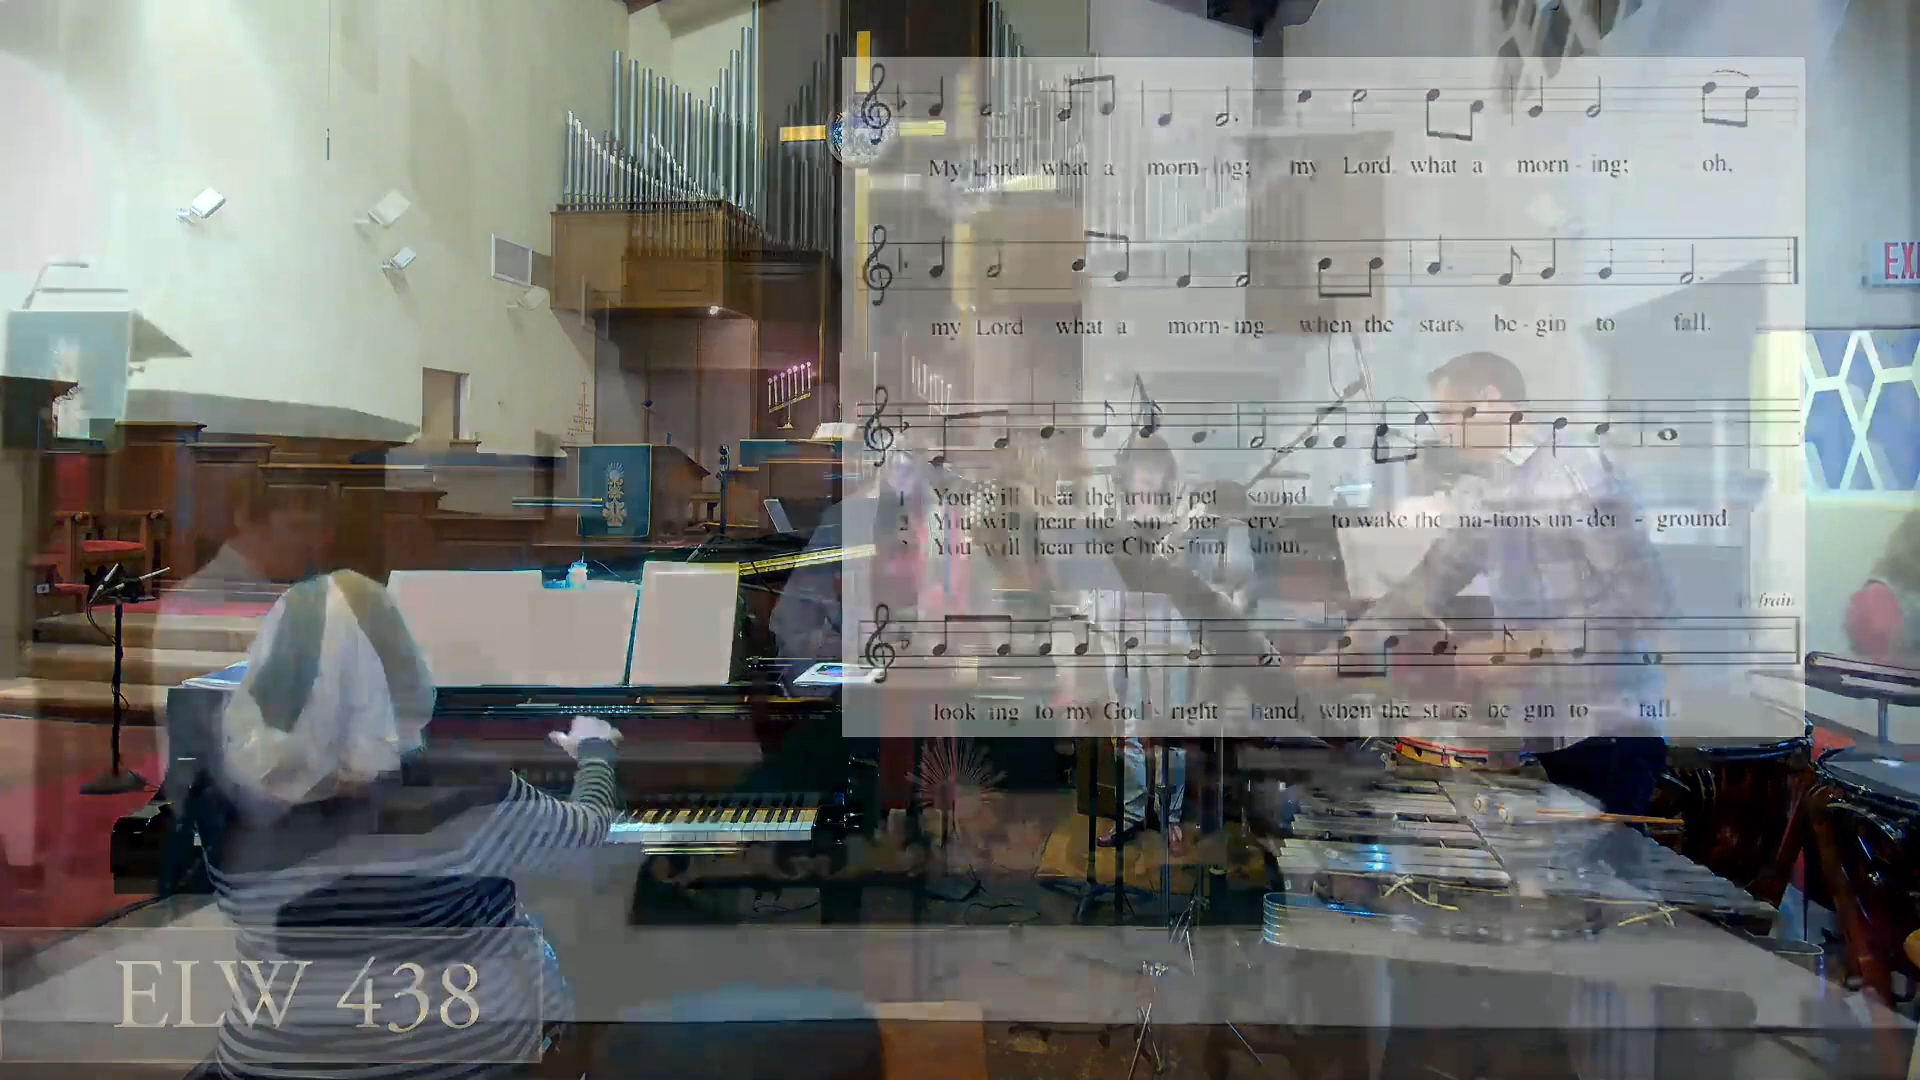 My Lord, what a morn - ing; my Lord, what a morn - ing; oh,
my Lord what a morn - ing when the stars be - gin to fall.
1 You will hear the trum - pet sound,
2 You will hear the sin - ner cry, to wake the na - tions un - der - ground,
3 You will hear the Chris - tian shout,
frain
look ing to my God's right hand, when the stars be gin to fall.
EXI
ELW 438